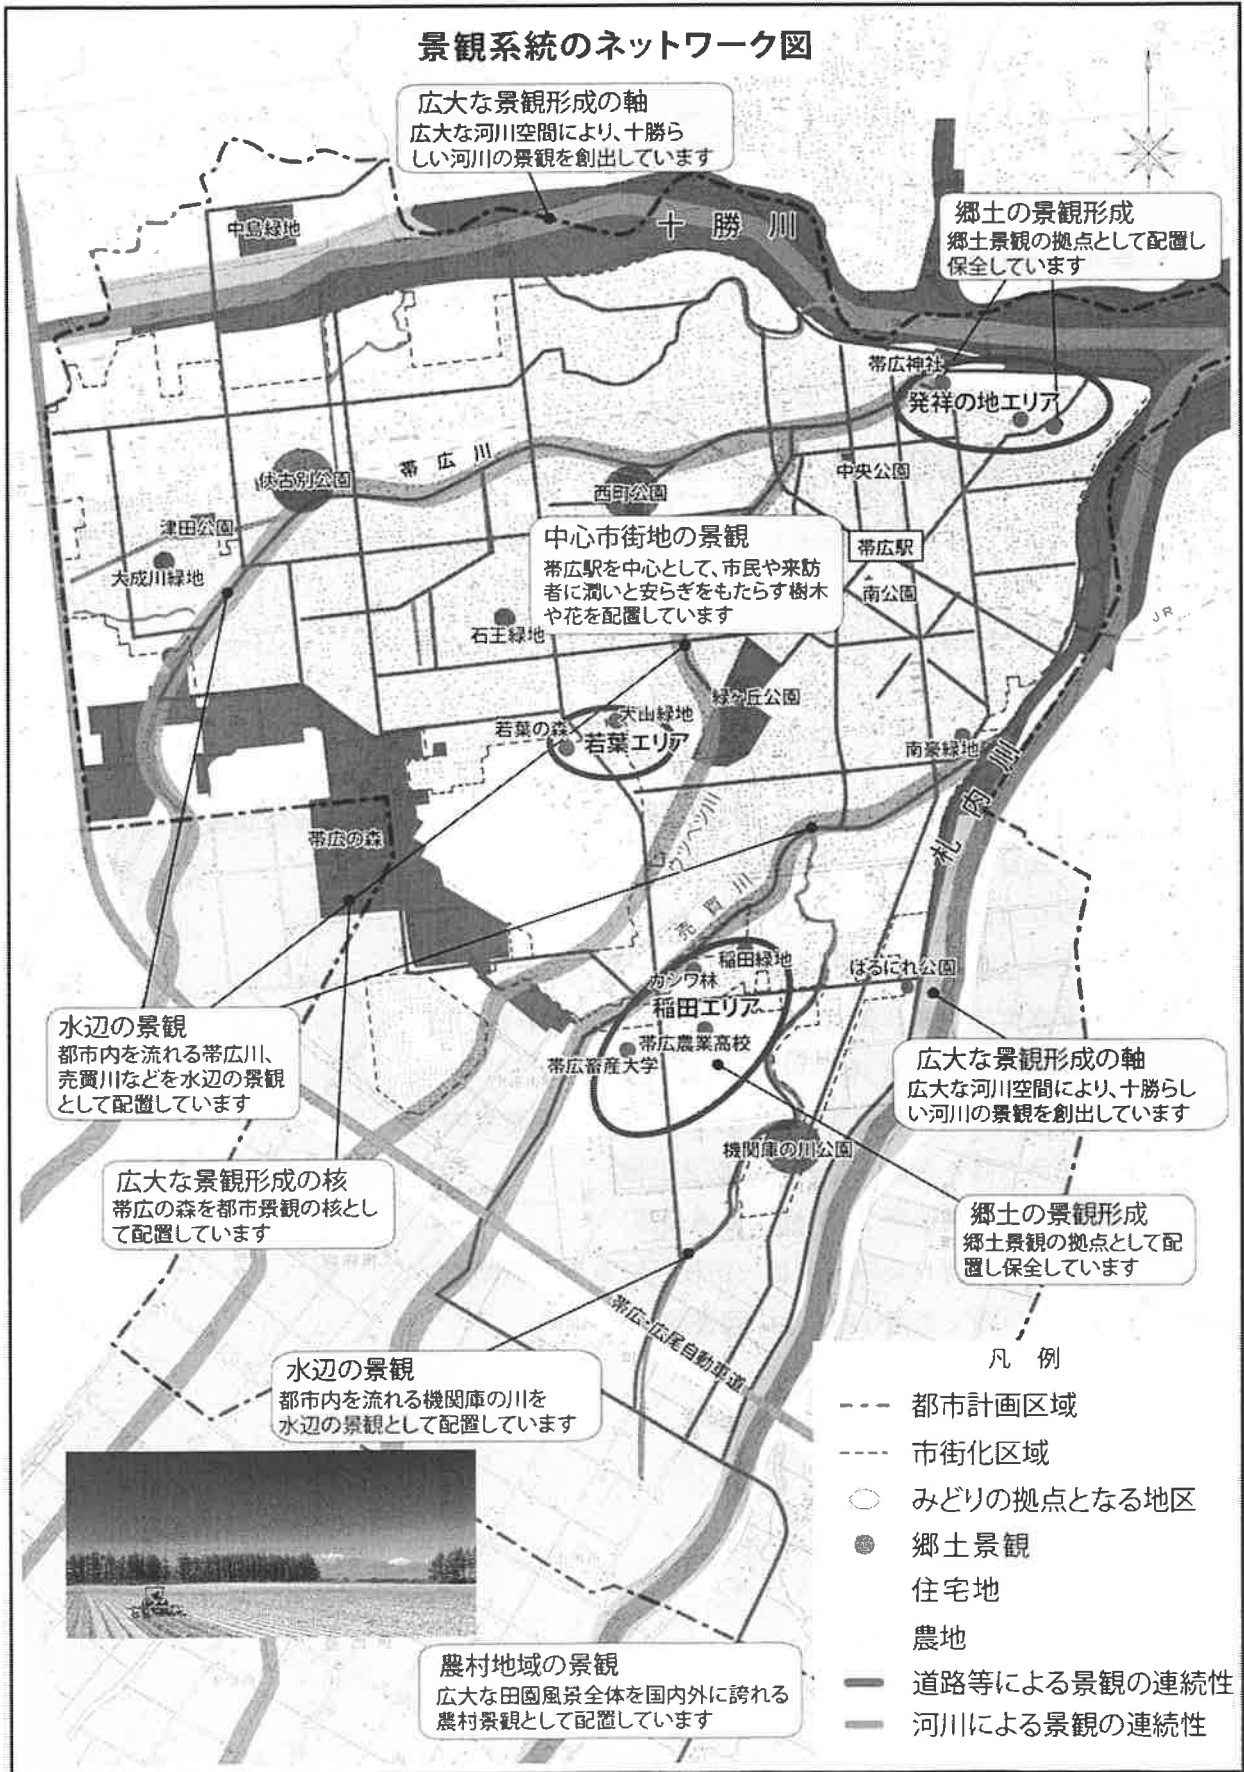 景観系統のネットワーク図
広大な景観形成の軸
広大な河川空間により、十勝ら
しい河川の景観を創出しています
十勝川
中島緑地
郷土の景観形成
郷土景観の拠点として配置し
保全しています
帯広神社
発祥の地エリア
帯広川
伏古別公園
西町公園
中央公園
津田公園
大成川緑地
中心市街地の景観
帯広駅を中心として、市民や来訪
者に潤いと安らぎをもたらす樹木
や花を配置しています
帯広駅
南公園
石王緑地
JR
緑ヶ丘公園
大山緑地
若葉の森
若葉エリア
南豪緑地
札内川
帯広の森
ウツベツ川
売買川
稲田緑地
カシワ林
稲田エリア
はるにれ公園
帯広農業高校
帯広畜産大学
水辺の景観
都市内を流れる帯広川、
売買川などを水辺の景観
として配置しています
広大な景観形成の軸
広大な河川空間により、十勝らし
い河川の景観を創出しています
機関庫の川公園
広大な景観形成の核
帯広の森を都市景観の核とし
て配置しています
郷土の景観形成
郷土景観の拠点として配
置し保全しています
帯広・広尾自動車道
水辺の景観
都市内を流れる機関庫の川を
水辺の景観として配置しています
凡例
都市計画区域
市街化区域
みどりの拠点となる地区
郷土景観
住宅地
農地
道路等による景観の連続性
河川による景観の連続性
農村地域の景観
広大な田園風景全体を国内外に誇れる
農村景観として配置しています